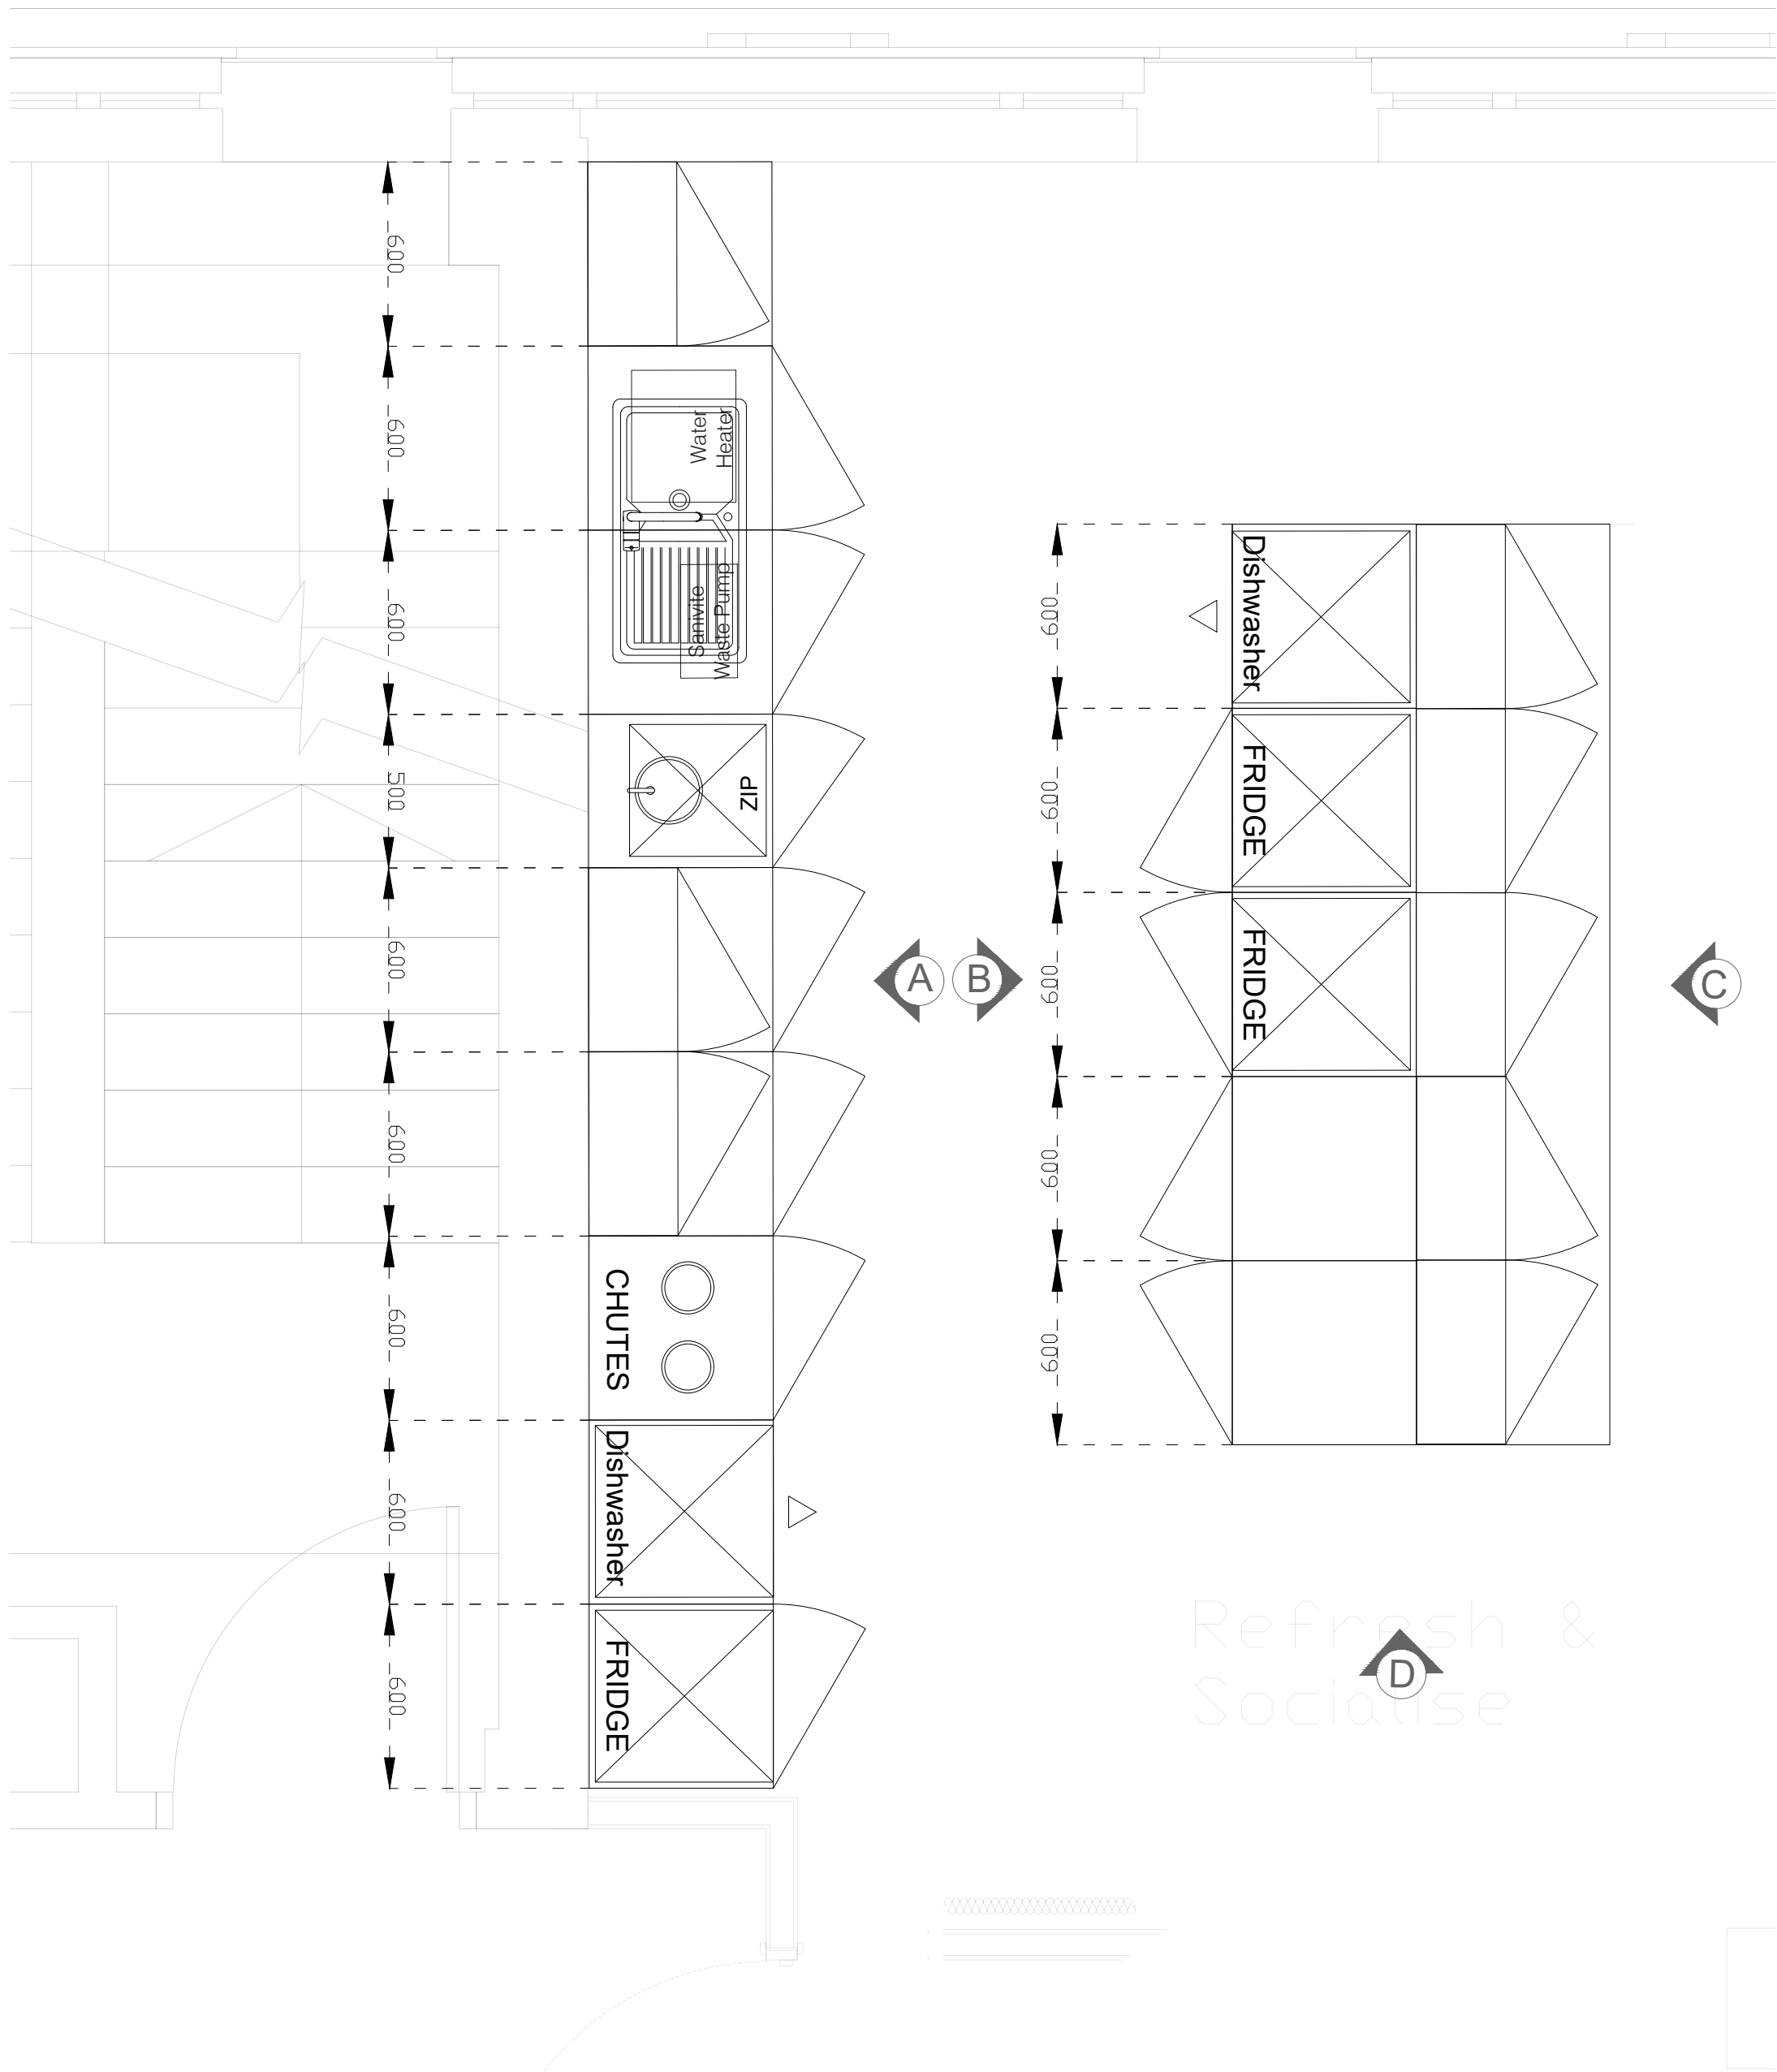 600
600
600
500
600
600
600
600
600
Water
Heater
Sanivite
Waste Pump
ZIP
CHUTES
Dishwasher
FRIDGE
A
B
600
600
600
600
600
Dishwasher
FRIDGE
FRIDGE
C
Refresh &
Socialise
D